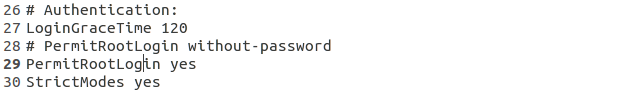 26 # Authentication:
27 LoginGraceTime 120
28 # PermitRootLogin without-password
29 PermitRootLogin yes
30 StrictModes yes